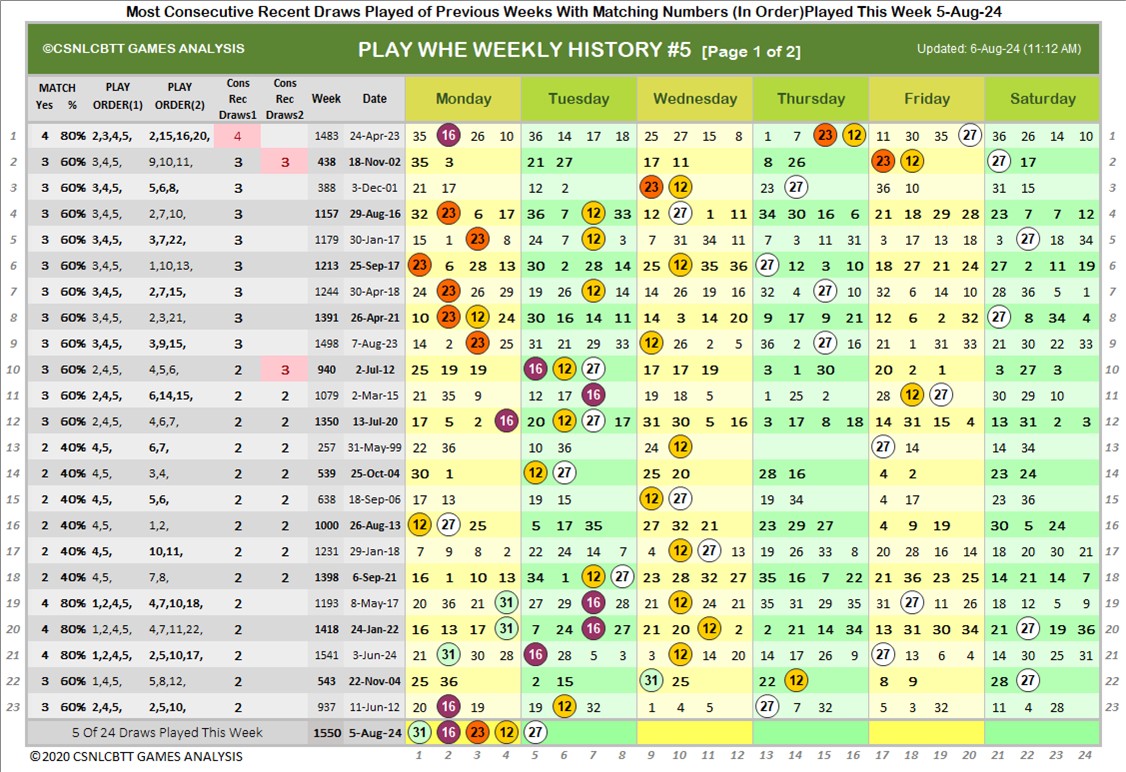 Most Consecutive Recent Draws Played of Previous Weeks With Matching Numbers (In Order)Played This Week 5-Aug-24
©CSNLCBTT GAMES ANALYSIS PLAY WHE WEEKLY HISTORY #5 [Page 1 of 2] Updated: 6-Aug-24 (11:12 AM)
MATCH Yes % PLAY ORDER(1) PLAY ORDER(2) Cons Rec Draws1 Cons Rec Draws2 Week Date Monday Tuesday Wednesday Thursday Friday Saturday
1 4 80% 2,3,4,5, 2,15,16,20, 4 1483 24-Apr-23 35 16 26 10 36 14 17 18 25 27 15 8 1 7 23 12 11 30 35 27 36 26 14 10 1
2 3 60% 3,4,5, 9,10,11, 3 3 438 18-Nov-02 35 3 21 27 17 11 8 26 23 12 27 17 2
3 3 60% 3,4,5, 5,6,8, 3 388 3-Dec-01 21 17 12 2 23 12 23 27 36 10 31 15 3
4 3 60% 3,4,5, 2,7,10, 3 1157 29-Aug-16 32 23 6 17 36 7 12 33 12 27 1 11 34 30 16 6 21 18 29 28 23 7 7 12 4
5 3 60% 3,4,5, 3,7,22, 3 1179 30-Jan-17 15 1 23 8 24 7 12 3 7 31 34 11 7 3 11 31 3 17 13 18 3 27 18 34 5
6 3 60% 3,4,5, 1,10,13, 3 1213 25-Sep-17 23 6 28 13 30 2 28 14 25 12 35 36 27 12 3 10 18 27 21 24 27 2 11 19 6
7 3 60% 3,4,5, 2,7,15, 3 1244 30-Apr-18 24 23 26 29 19 26 12 14 14 26 19 16 32 4 27 10 32 6 14 10 28 36 5 1 7
8 3 60% 3,4,5, 2,3,21, 3 1391 26-Apr-21 10 23 12 24 30 16 14 11 14 3 14 20 9 17 9 21 12 6 2 32 27 8 34 4 8
9 3 60% 3,4,5, 3,9,15, 3 1498 7-Aug-23 14 2 23 25 31 21 29 33 12 26 2 5 36 2 27 16 21 1 31 33 21 30 22 33 9
10 3 60% 2,4,5, 4,5,6, 2 3 940 2-Jul-12 25 19 19 16 12 27 17 17 19 3 1 30 20 2 1 3 27 3 10
11 3 60% 2,4,5, 6,14,15, 2 2 1079 2-Mar-15 21 35 9 12 17 16 19 18 5 1 25 2 28 12 27 30 29 10 11
12 3 60% 2,4,5, 4,6,7, 2 2 1350 13-Jul-20 17 5 2 16 20 12 27 17 31 30 5 16 3 17 8 18 14 31 15 4 13 31 2 3 12
13 2 40% 4,5, 6,7, 2 2 257 31-May-99 22 36 10 36 24 12 27 14 14 34 13
14 2 40% 4,5, 3,4, 2 2 539 25-Oct-04 30 1 12 27 25 20 28 16 4 2 23 24 14
15 2 40% 4,5, 5,6, 2 2 638 18-Sep-06 17 13 19 15 12 27 19 34 4 17 23 36 15
16 2 40% 4,5, 1,2, 2 2 1000 26-Aug-13 12 27 25 5 17 35 27 32 21 23 29 27 4 9 19 30 5 24 16
17 2 40% 4,5, 10,11, 2 2 1231 29-Jan-18 7 9 8 2 22 24 14 7 4 12 27 13 19 26 33 8 20 28 16 14 18 20 30 21 17
18 2 40% 4,5, 7,8, 2 2 1398 6-Sep-21 16 1 10 13 34 1 12 27 23 28 32 27 35 16 7 22 21 36 23 25 14 21 14 7 18
19 4 80% 1,2,4,5, 4,7,10,18, 2 1193 8-May-17 20 36 21 31 27 29 16 28 21 12 24 21 35 31 29 35 31 27 11 26 18 12 5 9 19
20 4 80% 1,2,4,5, 4,7,11,22, 2 1418 24-Jan-22 16 13 17 31 7 24 16 27 21 20 12 2 2 21 14 34 13 31 30 34 21 27 19 36 20
21 4 80% 1,2,4,5, 2,5,10,17, 2 1541 3-Jun-24 21 31 30 28 16 28 5 3 3 12 14 20 14 17 26 9 27 13 6 4 14 30 25 31 21
22 3 60% 1,4,5, 5,8,12, 2 543 22-Nov-04 25 36 2 15 31 25 22 12 8 9 28 27 22
23 3 60% 2,4,5, 2,5,10, 2 937 11-Jun-12 20 16 19 19 12 32 1 4 5 27 7 32 5 3 32 11 4 28 23
5 Of 24 Draws Played This Week 1550 5-Aug-24 31 16 23 12 27
©2020 CSNLCBTT GAMES ANALYSIS 1 2 3 4 5 6 7 8 9 10 11 12 13 14 15 16 17 18 19 20 21 22 23 24